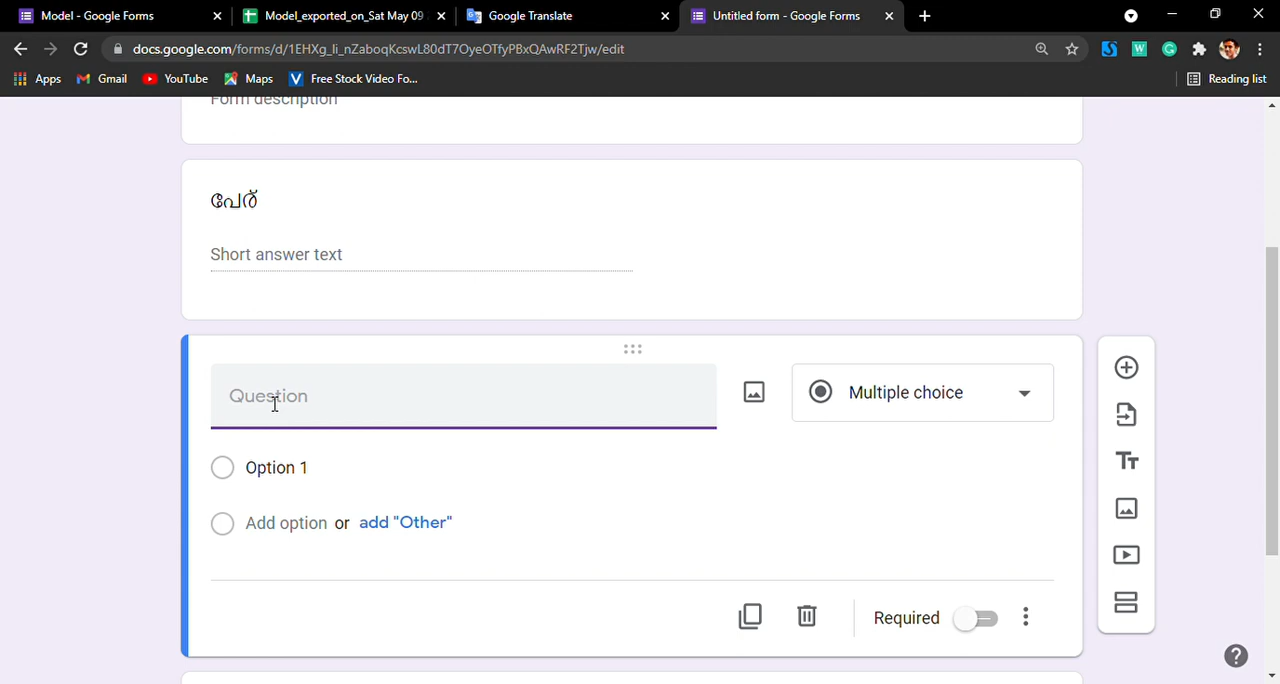 Model - Google Forms
Model_exported_on_Sat May 09
Google Translate
Untitled form - Google Forms
docs.google.com/forms/d/1EHXg_li_nZaboqKcswL80dT7OyeOTfyPBxQAwRF2Tjw/edit
Apps
Gmail
YouTube
Maps
Free Stock Video Fo...
Reading list
Form description
പേര്
Short answer text
Question
Multiple choice
Option 1
Add option or add "Other"
Required